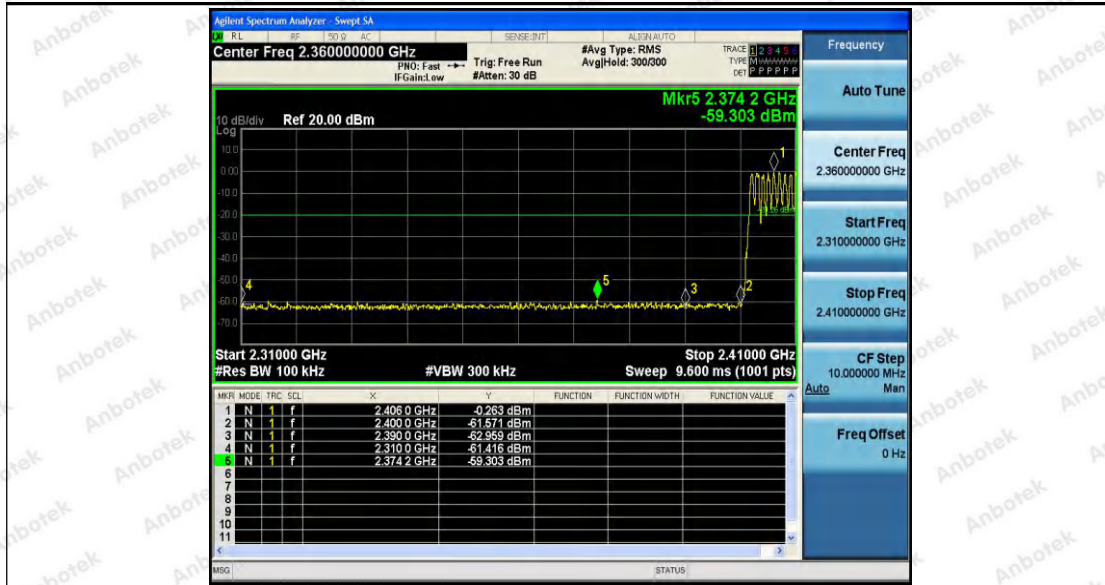 Agilent Spectrum Analyzer - Swept SA
RL RF 50 Ω AC SENSE:INT ALIGN AUTO
Center Freq 2.360000000 GHz
PNO: Fast
IFGain:Low
Trig: Free Run
#Atten: 30 dB
#Avg Type: RMS
Avg|Hold: 300/300
TRACE 1 2 3 4 5 6
TYPE M
DET P P P P P P
Mkr5 2.374 2 GHz
-59.303 dBm
10 dB/div Ref 20.00 dBm
Log
10.0
0.00
-10.0
-20.0
-30.0
-40.0
-50.0
-60.0
-70.0
1
2
3
4
5
Start 2.31000 GHz Stop 2.41000 GHz
#Res BW 100 kHz #VBW 300 kHz Sweep 9.600 ms (1001 pts)
MKR MODE TRC SCL X Y FUNCTION FUNCTION WIDTH FUNCTION VALUE
1 N 1 f 2.406 0 GHz -0.263 dBm
2 N 1 f 2.400 0 GHz -61.571 dBm
3 N 1 f 2.390 0 GHz -62.959 dBm
4 N 1 f 2.310 0 GHz -61.416 dBm
5 N 1 f 2.374 2 GHz -59.303 dBm
6
7
8
9
10
11
MSG STATUS
Frequency
Auto Tune
Center Freq
2.360000000 GHz
Start Freq
2.310000000 GHz
Stop Freq
2.410000000 GHz
CF Step
10.000000 MHz
Auto Man
Freq Offset
0 Hz
Anbotek